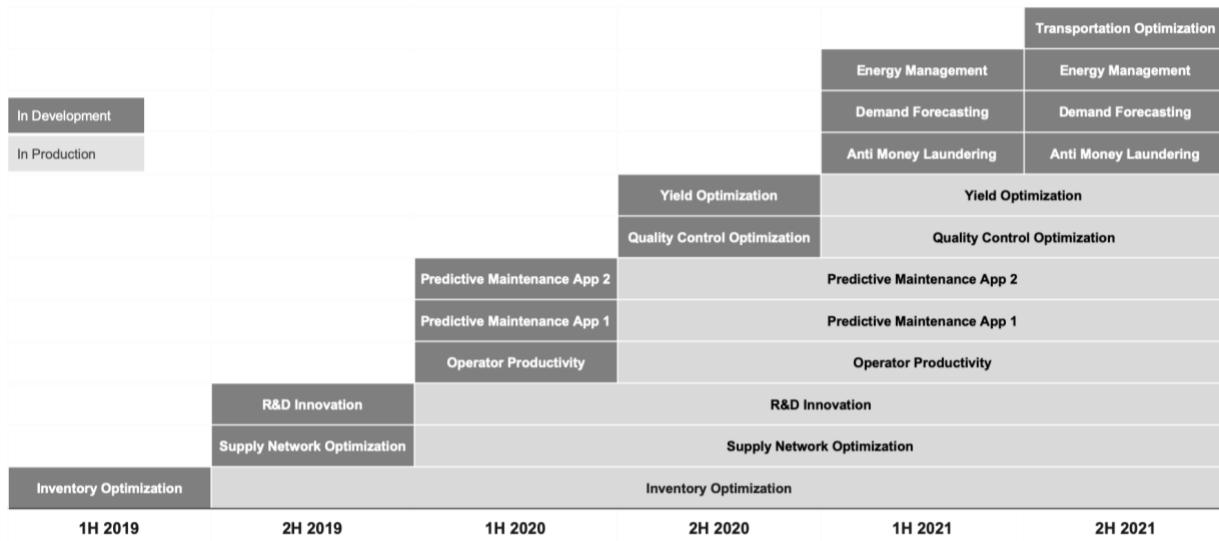 Transportation Optimization
Energy Management Energy Management
In Development Demand Forecasting Demand Forecasting
In Production Anti Money Laundering Anti Money Laundering
Yield Optimization Yield Optimization
Quality Control Optimization Quality Control Optimization
Predictive Maintenance App 2 Predictive Maintenance App 2
Predictive Maintenance App 1 Predictive Maintenance App 1
Operator Productivity Operator Productivity
R&D Innovation R&D Innovation
Supply Network Optimization Supply Network Optimization
Inventory Optimization Inventory Optimization
1H 2019 2H 2019 1H 2020 2H 2020 1H 2021 2H 2021